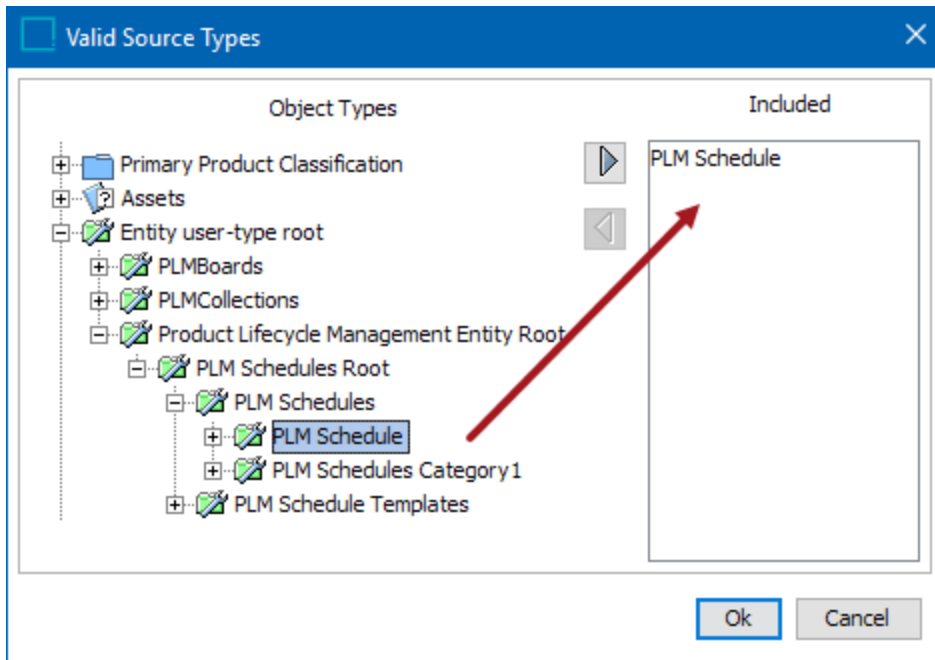 Valid Source Types
Object Types
Included
Primary Product Classification
Assets
Entity user-type root
PLMBoards
PLMCollections
Product Lifecycle Management Entity Root
PLM Schedules Root
PLM Schedules
PLM Schedule
PLM Schedules Category1
PLM Schedule Templates
PLM Schedule
Ok
Cancel